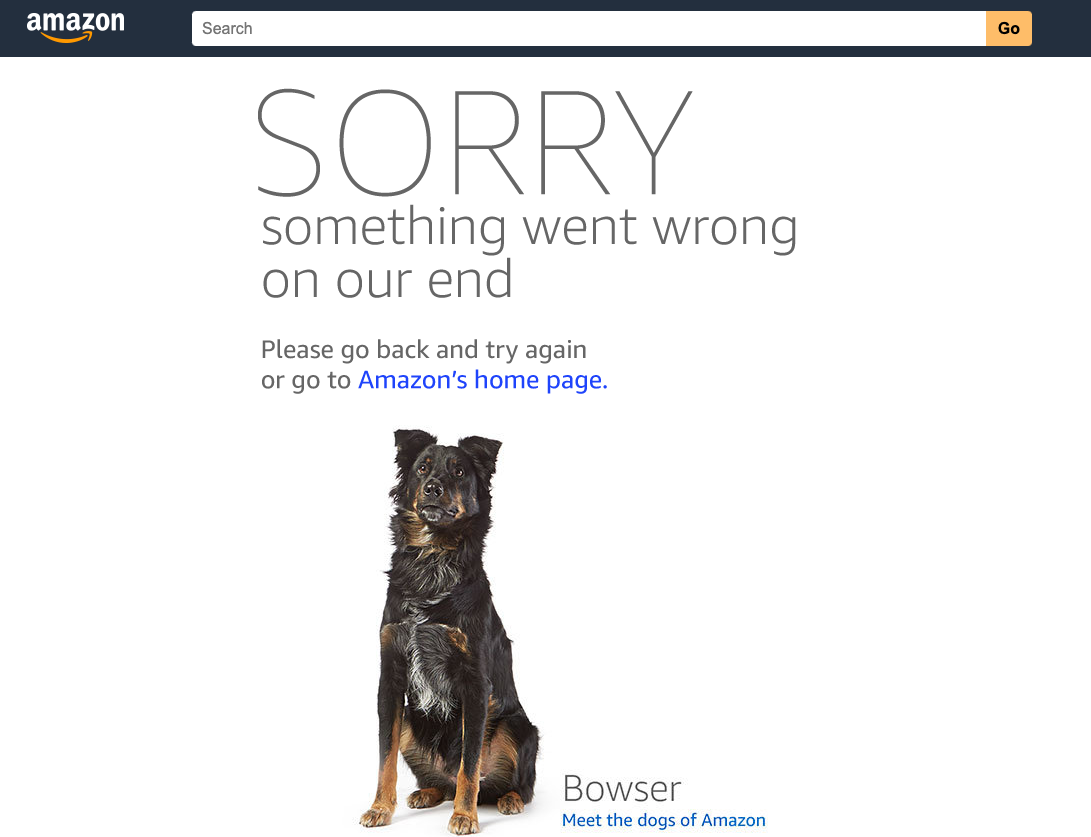 amazon
Search
Go
SORRY
something went wrong
on our end
Please go back and try again
or go to Amazon’s home page.
Bowser
Meet the dogs of Amazon